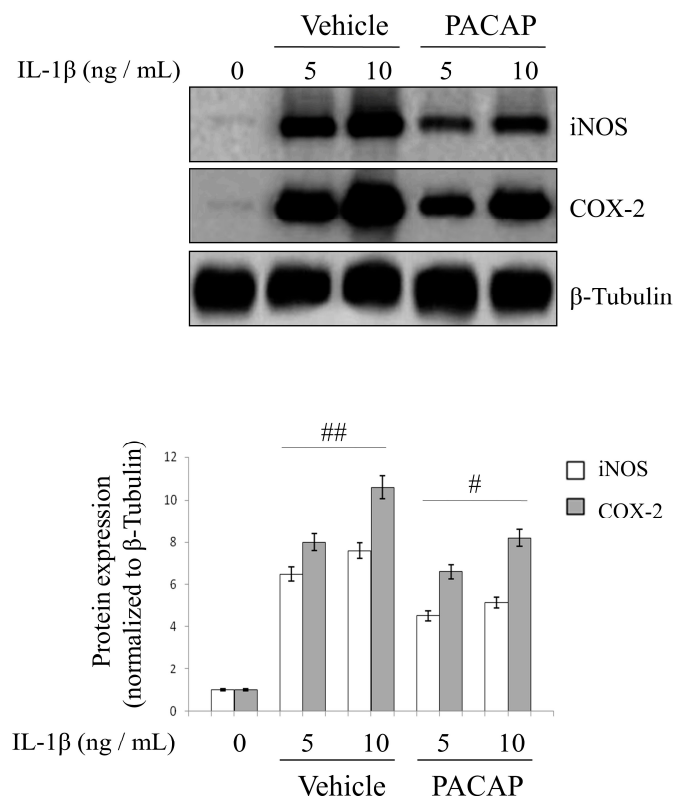 Vehicle PACAP
IL-1β (ng / mL) 0 5 10 5 10
iNOS
COX-2
β-Tubulin
## 
#
iNOS
COX-2
Protein expression
(normalized to β-Tubulin)
12
10
8
6
4
2
0
IL-1β (ng / mL) 0 5 10 5 10
Vehicle PACAP